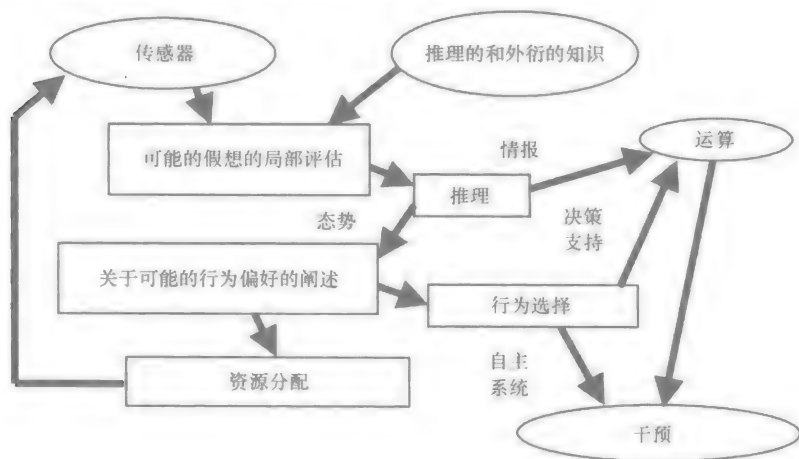 传感器
推理的和外衍的知识
运算
可能的假想的局部评估
情报
推理
态势
决策
支持
关于可能的行为偏好的阐述
行为选择
自主
系统
资源分配
干预